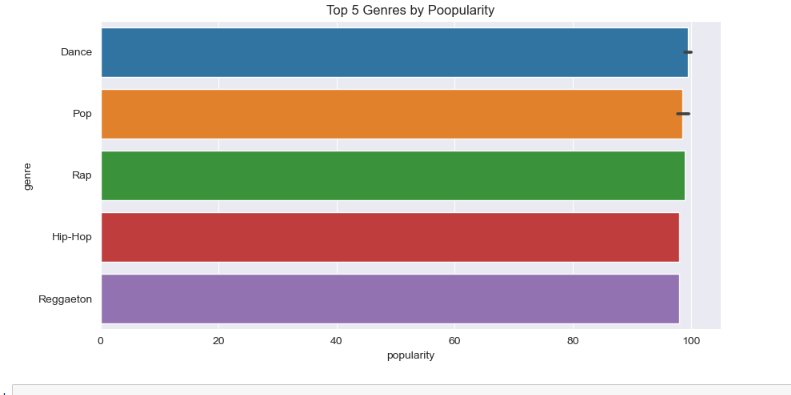 Top 5 Genres by Poopularity
Dance
Pop
Rap
Hip-Hop
Reggaeton
genre
0 20 40 60 80 100
popularity